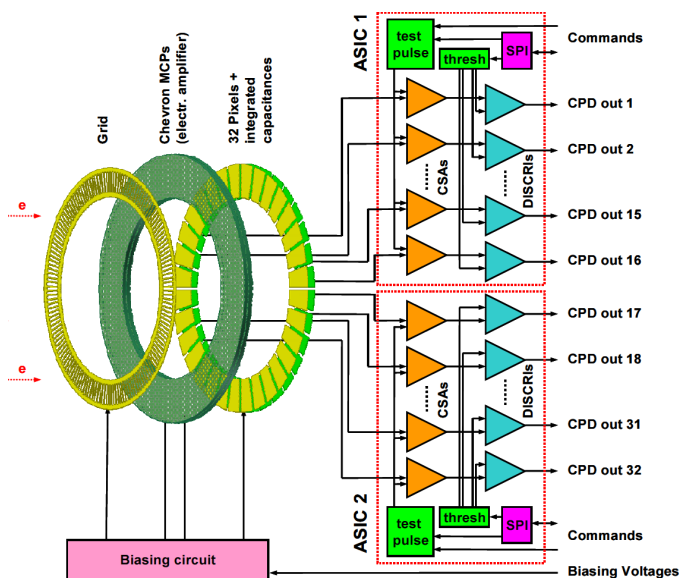 Grid
Chevron MCPs
(electr. amplifier)
32 Pixels +
integrated
capacitances
e
e
ASIC 1
test
pulse
SPI
thresh
CSAs
DISCRIs
Commands
CPD out 1
CPD out 2
CPD out 15
CPD out 16
CPD out 17
CPD out 18
CPD out 31
CPD out 32
CSAs
DISCRIs
ASIC 2
test
pulse
thresh
SPI
Commands
Biasing circuit
Biasing Voltages